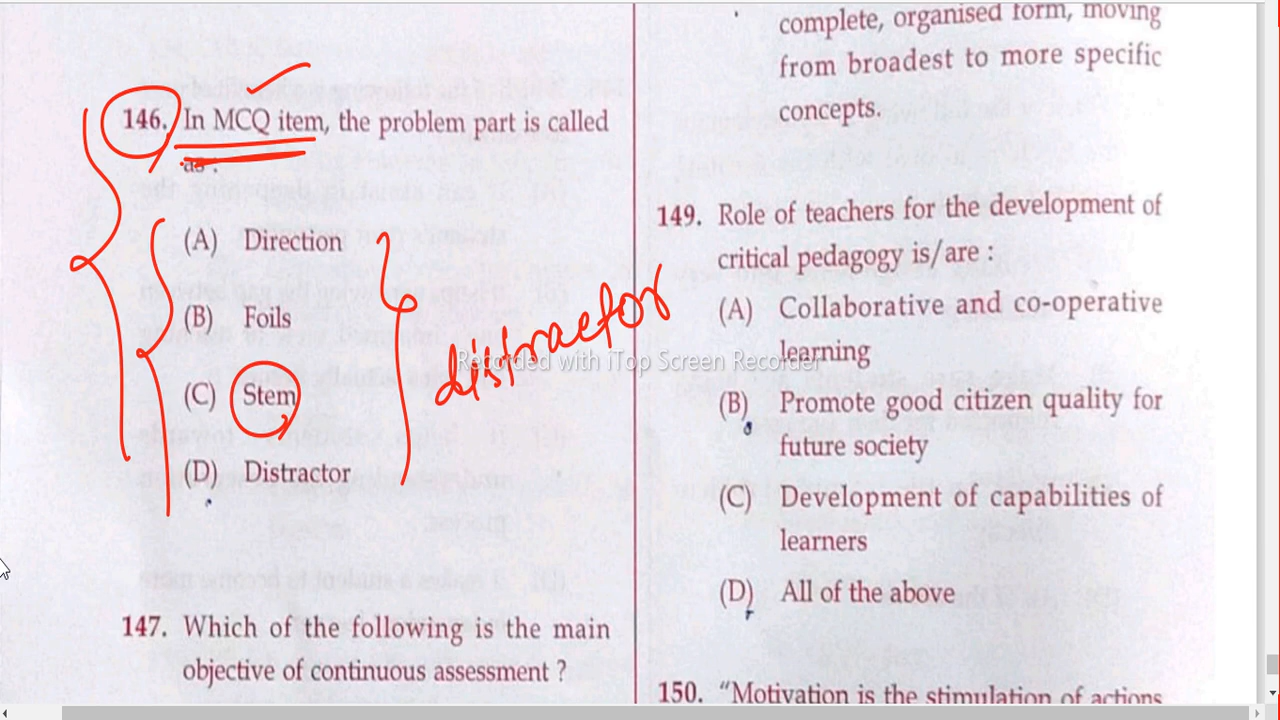 146. In MCQ item, the problem part is called
as :
(A) Direction
(B) Foils
(C) Stem
(D) Distractor
distractor
147. Which of the following is the main
objective of continuous assessment ?
complete, organised form, moving
from broadest to more specific
concepts.
149. Role of teachers for the development of
critical pedagogy is/are :
(A) Collaborative and co-operative
learning
(B) Promote good citizen quality for
future society
(C) Development of capabilities of
learners
(D) All of the above
150. “Motivation is the stimulation of actions
Recorded with iTop Screen Recorder